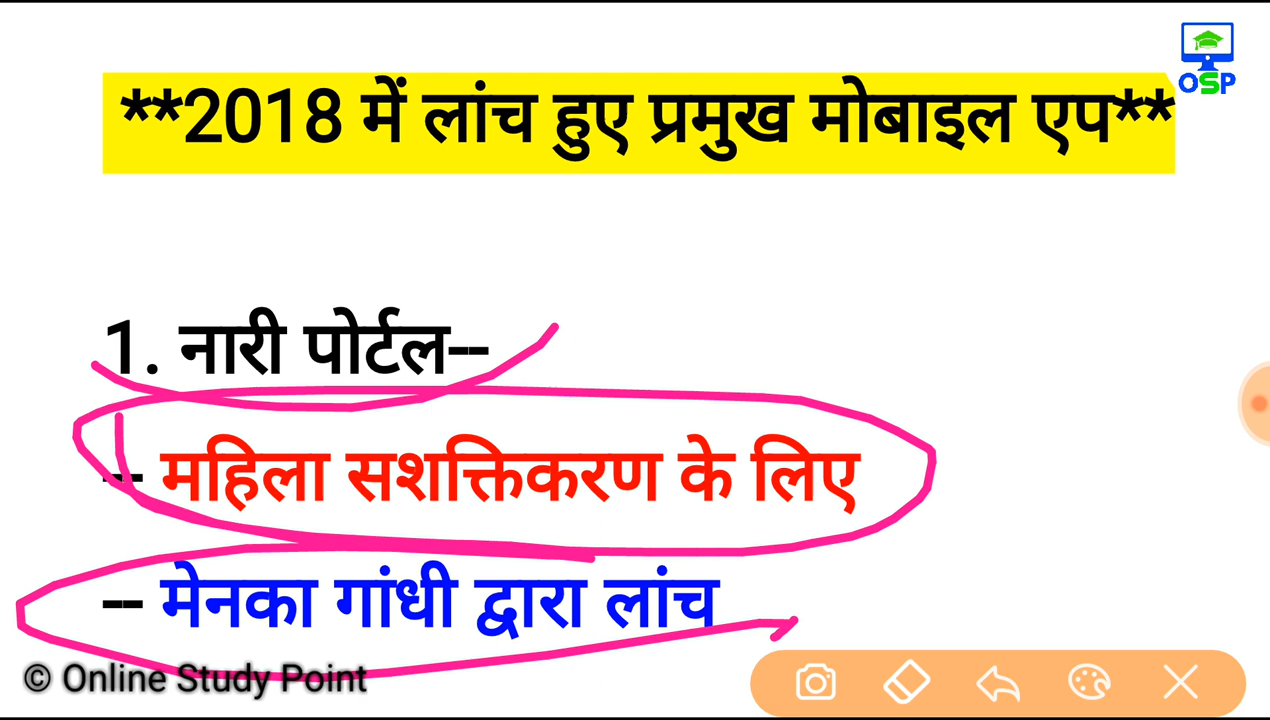 OSP
**2018 में लांच हुए प्रमुख मोबाइल एप**
1. नारी पोर्टल--
-- महिला सशक्तिकरण के लिए
-- मेनका गांधी द्वारा लांच
© Online Study Point